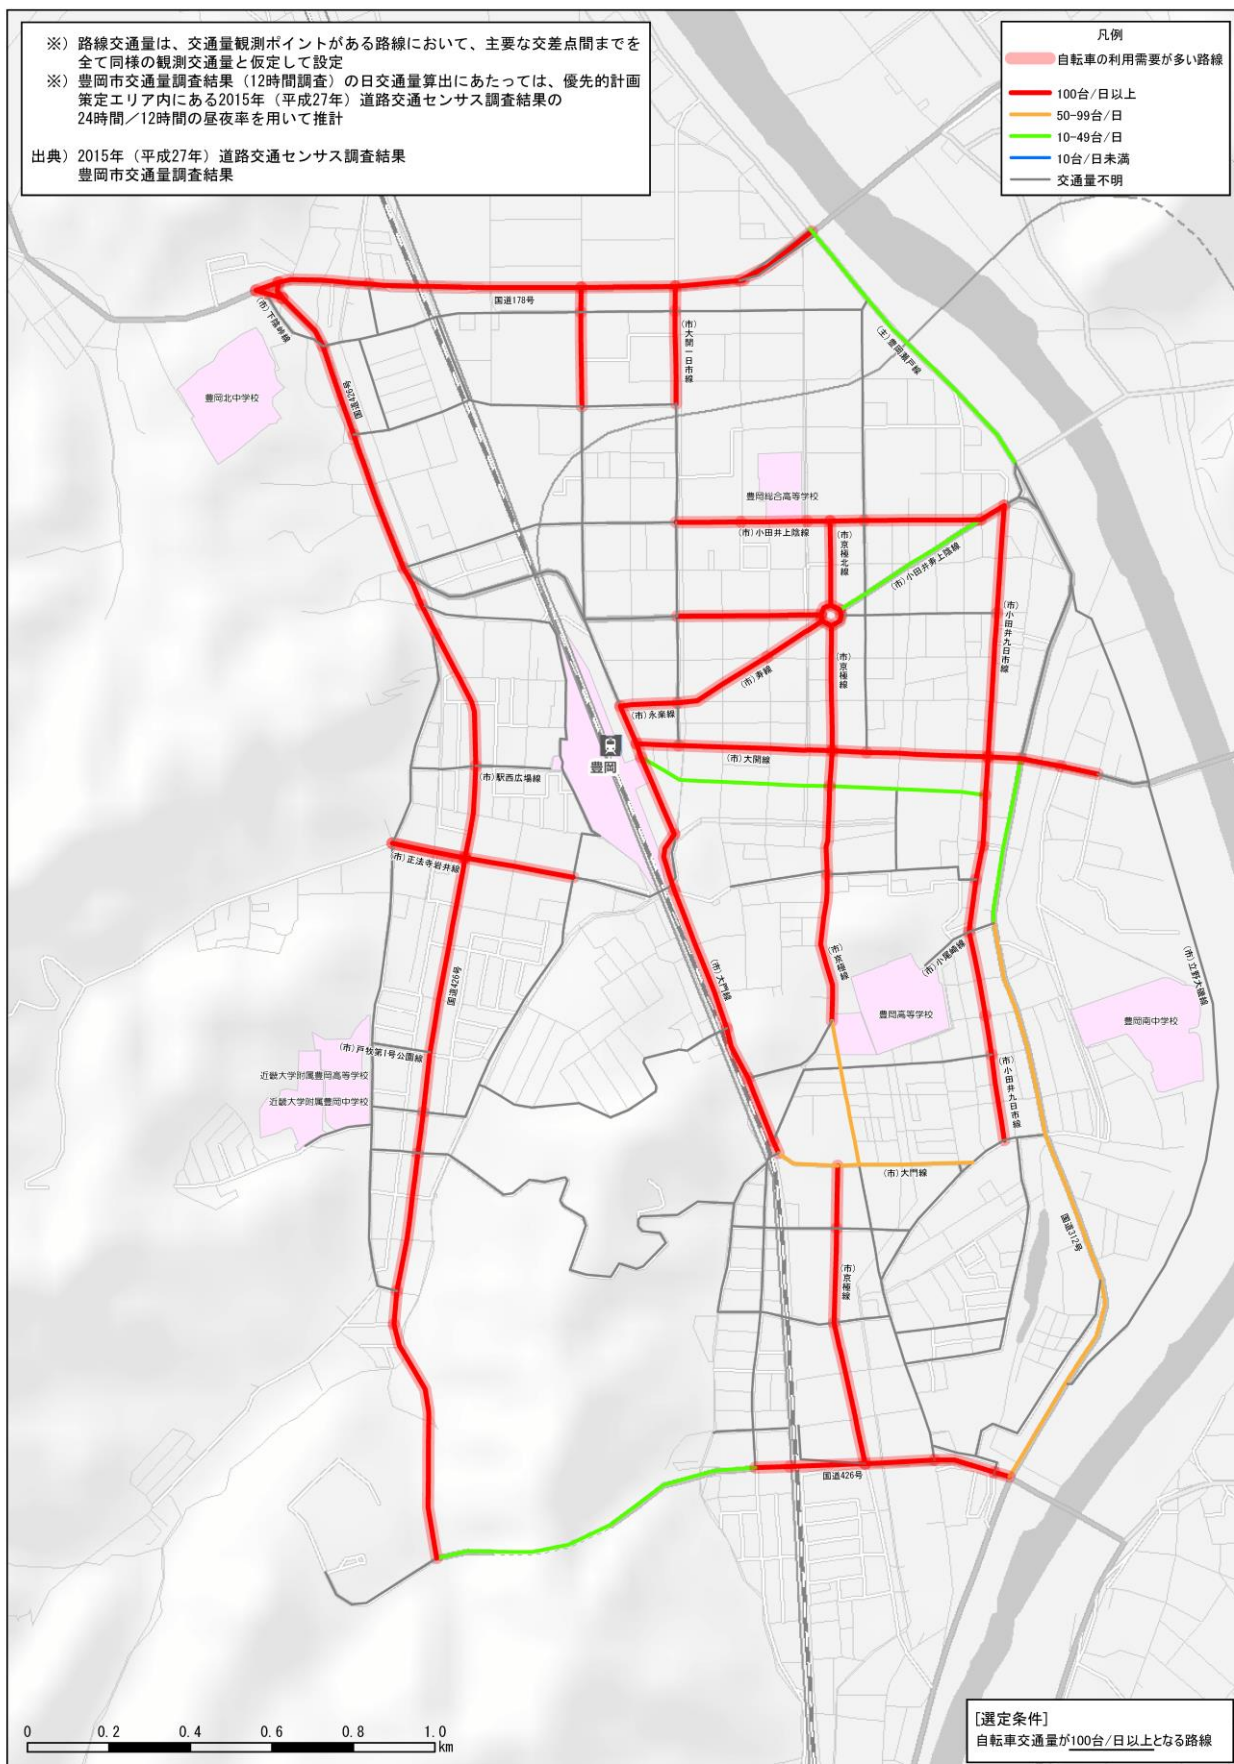 ※）路線交通量は、交通量観測ポイントがある路線において、主要な交差点間までを
全て同様の観測交通量と仮定して設定
※）豊岡市交通量調査結果（12時間調査）の日交通量算出にあたっては、優先的計画
策定エリア内にある2015年（平成27年）道路交通センサス調査結果の
24時間／12時間の昼夜率を用いて推計
出典）2015年（平成27年）道路交通センサス調査結果
豊岡市交通量調査結果
凡例
自転車の利用需要が多い路線
100台/日以上
50-99台/日
10-49台/日
10台/日未満
交通量不明
国道178号
(市)下陰峠線
(市)大開一日市線
(主)豊岡瀬戸線
豊岡北中学校
国道426号
豊岡総合高等学校
(市)小田井上陰線
(市)京極北線
(市)小田井寿上陰線
(市)小田井九日市線
(市)京極線
(市)寿線
(市)永楽線
(市)大開線
豊岡
(市)駅西広場線
(市)正法寺岩井線
国道426号
(市)大門線
(市)京極線
(市)小尾崎線
(市)立野大磯線
豊岡高等学校
豊岡南中学校
(市)戸牧第1号公園線
近畿大学附属豊岡高等学校
近畿大学附属豊岡中学校
(市)小田井九日市線
(市)大門線
国道312号
(市)京極線
国道426号
0 0.2 0.4 0.6 0.8 1.0
km
[選定条件]
自転車交通量が100台/日以上となる路線